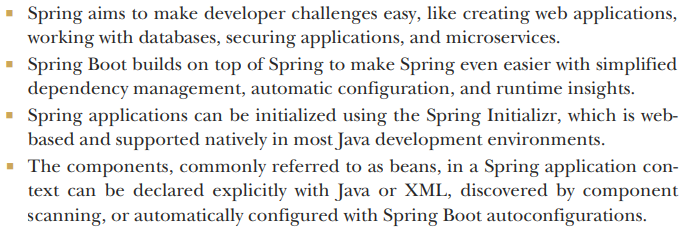 ▪ Spring aims to make developer challenges easy, like creating web applications,
working with databases, securing applications, and microservices.
▪ Spring Boot builds on top of Spring to make Spring even easier with simplified
dependency management, automatic configuration, and runtime insights.
▪ Spring applications can be initialized using the Spring Initializr, which is web-
based and supported natively in most Java development environments.
▪ The components, commonly referred to as beans, in a Spring application con-
text can be declared explicitly with Java or XML, discovered by component
scanning, or automatically configured with Spring Boot autoconfigurations.